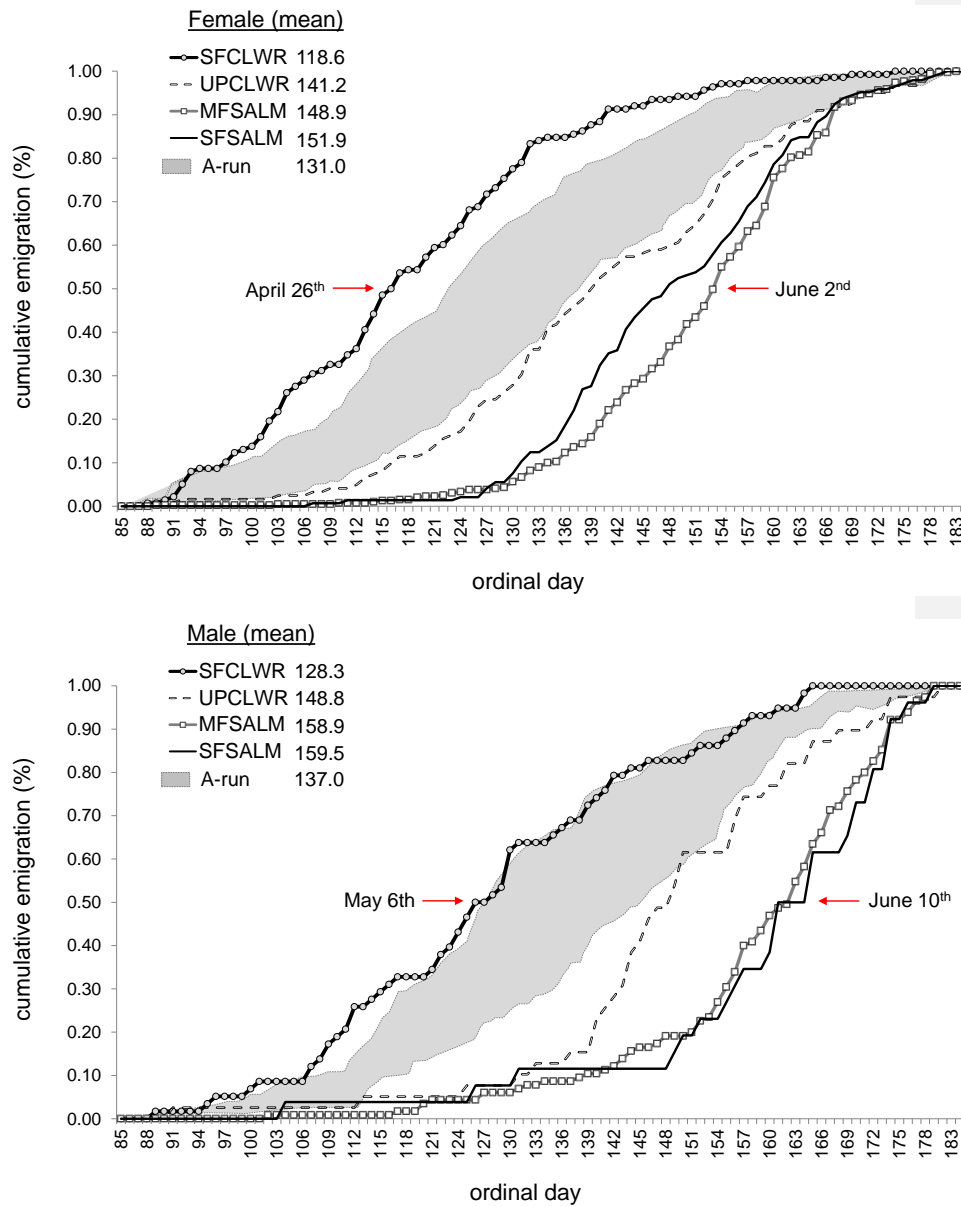 Female (mean)
SFCLWR 118.6
UPCLWR 141.2
MFSALM 148.9
SFSALM 151.9
A-run 131.0
cumulative emigration (%)
1.00
0.90
0.80
0.70
0.60
0.50
0.40
0.30
0.20
0.10
0.00
April 26th
June 2nd
85 88 91 94 97 100 103 106 109 112 115 118 121 124 127 130 133 136 139 142 145 148 151 154 157 160 163 166 169 172 175 178 181
ordinal day
Male (mean)
SFCLWR 128.3
UPCLWR 148.8
MFSALM 158.9
SFSALM 159.5
A-run 137.0
cumulative emigration (%)
1.00
0.90
0.80
0.70
0.60
0.50
0.40
0.30
0.20
0.10
0.00
May 6th
June 10th
85 88 91 94 97 100 103 106 109 112 115 118 121 124 127 130 133 136 139 142 145 148 151 154 157 160 163 166 169 172 175 178 183
ordinal day